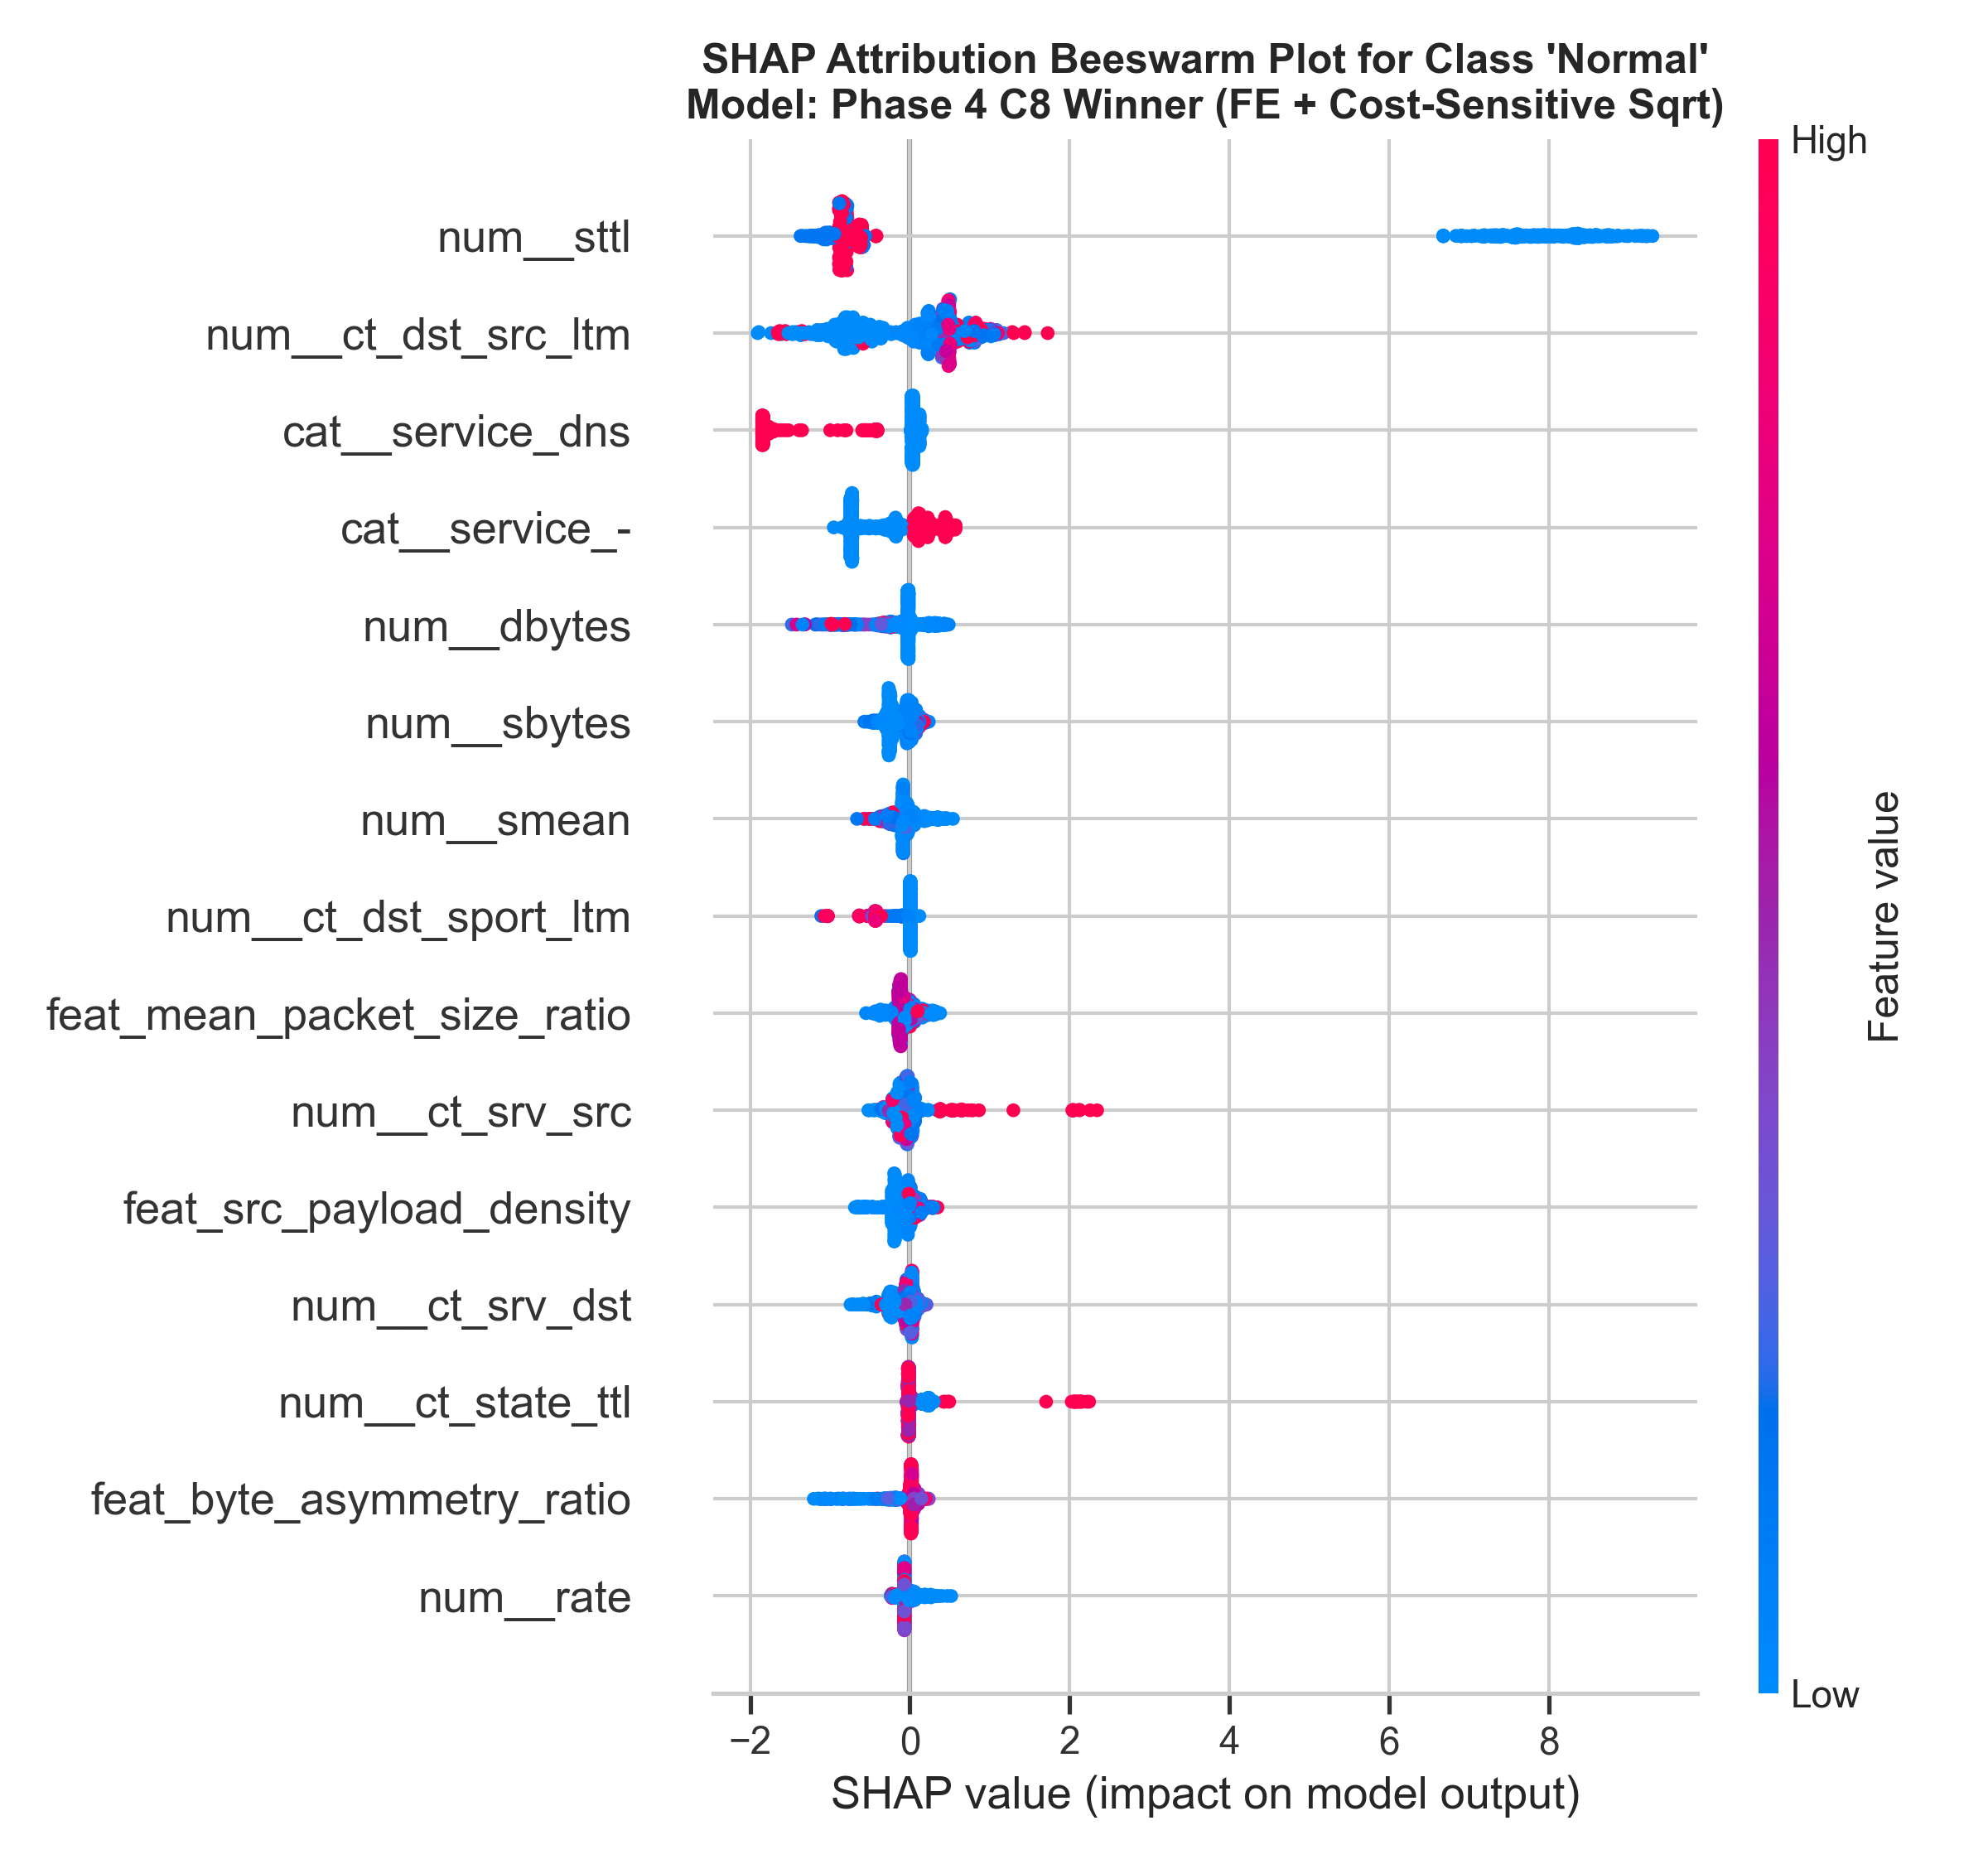 SHAP Attribution Beeswarm Plot for Class 'Normal'
Model: Phase 4 C8 Winner (FE + Cost-Sensitive Sqrt)
High
num__sttl
num__ct_dst_src_ltm
cat__service_dns
cat__service_-
num__dbytes
num__sbytes
num__smean
num__ct_dst_sport_ltm
feat_mean_packet_size_ratio
num__ct_srv_src
feat_src_payload_density
num__ct_srv_dst
num__ct_state_ttl
feat_byte_asymmetry_ratio
num__rate
Feature value
Low
−2 0 2 4 6 8
SHAP value (impact on model output)